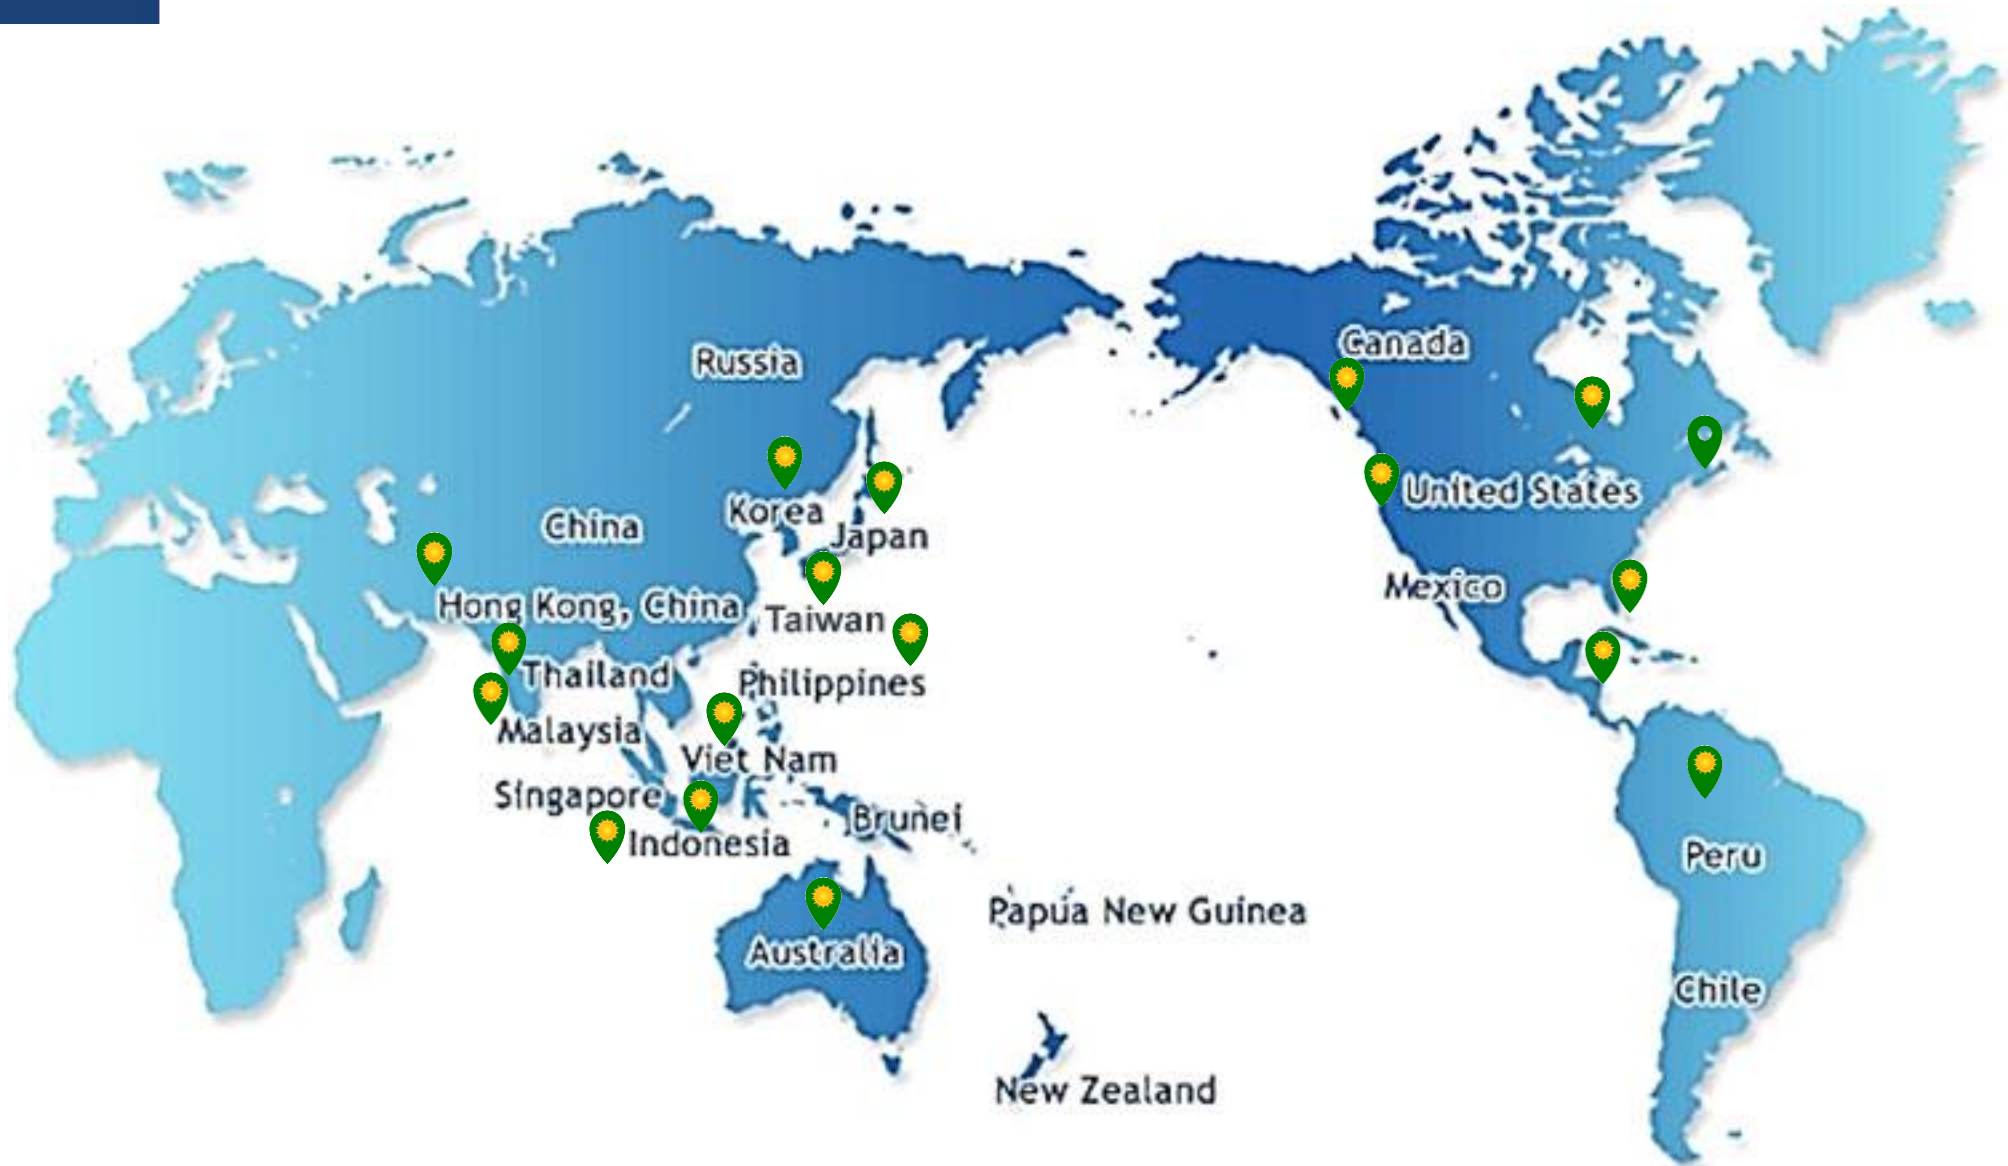 Canada
Russia
United States
Korea
China
Japan
Mexico
Hong Kong, China
Taiwan
Thailand
Philippines
Malaysia
Viet Nam
Singapore
Brunei
Indonesia
Peru
Papua New Guinea
Australia
Chile
New Zealand